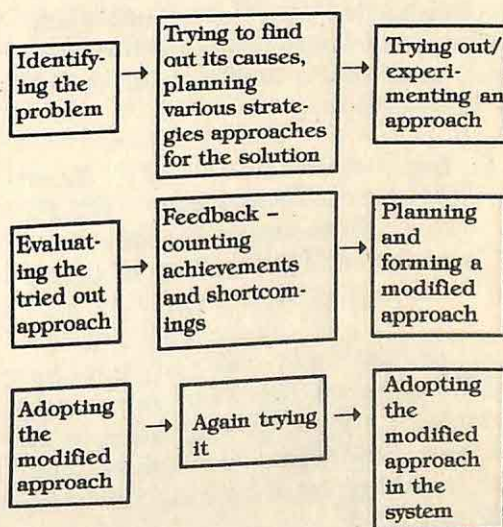 Identify-
ing the
problem
Trying to find
out its causes,
planning
various strate-
gies approaches
for the solution
Trying out/
experi-
menting an
approach
Evaluat-
ing the
tried out
approach
Feedback –
counting
achievements
and shortcom-
ings
Planning
and
forming a
modified
approach
Adopting
the
modified
approach
Again trying
it
Adopting
the
modified
approach
in the
system